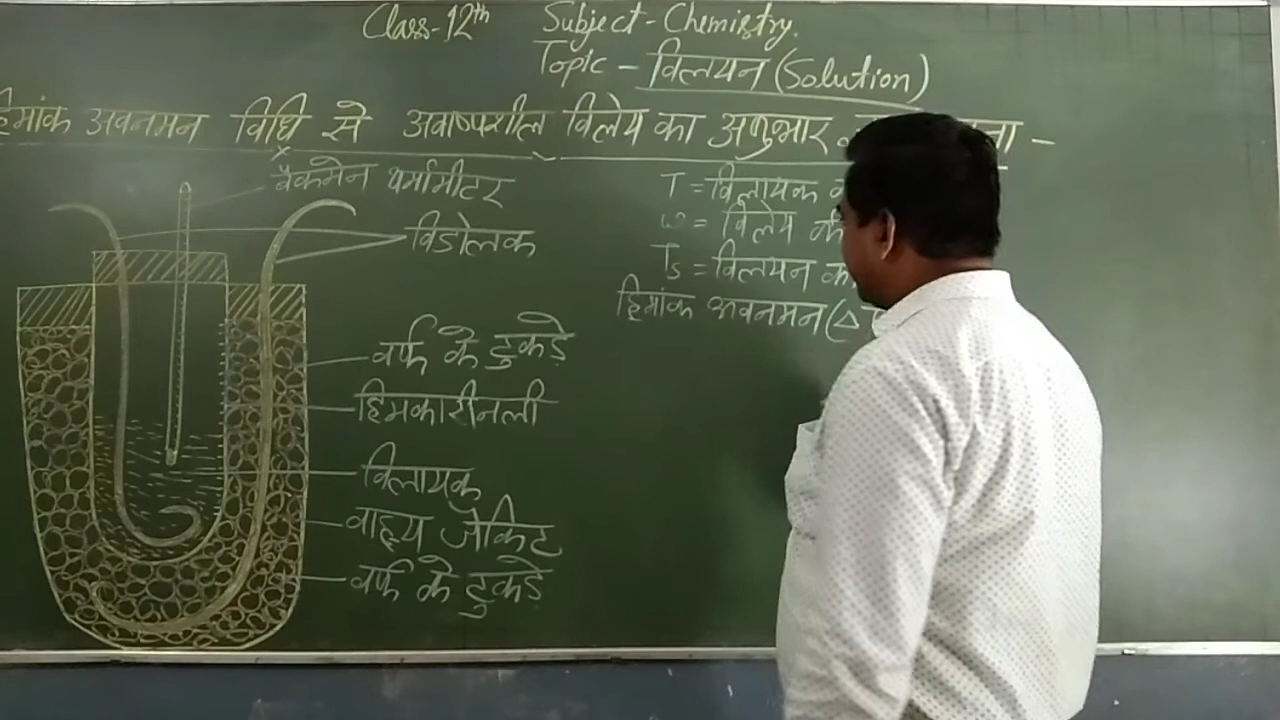 Class-12th Subject-Chemistry.
Topic - विलयन (Solution)
हिमांक अवनमन विधि से अवाष्पशील विलेय का अणुभार
वैकमेन थर्मामीटर
विडोलक
वर्फ के टुकड़े
हिमकारीनली
विलायक
वाह्य जेकिट
वर्फ के टुकड़े
T = विलायक
w = विलेय की
Ts = विलयन का
हिमांक अवनमन (Δ